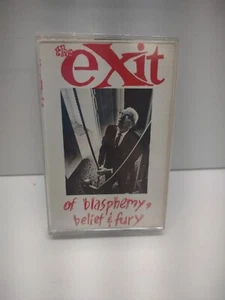 the
eXit
of blasphemy,
belief & fury